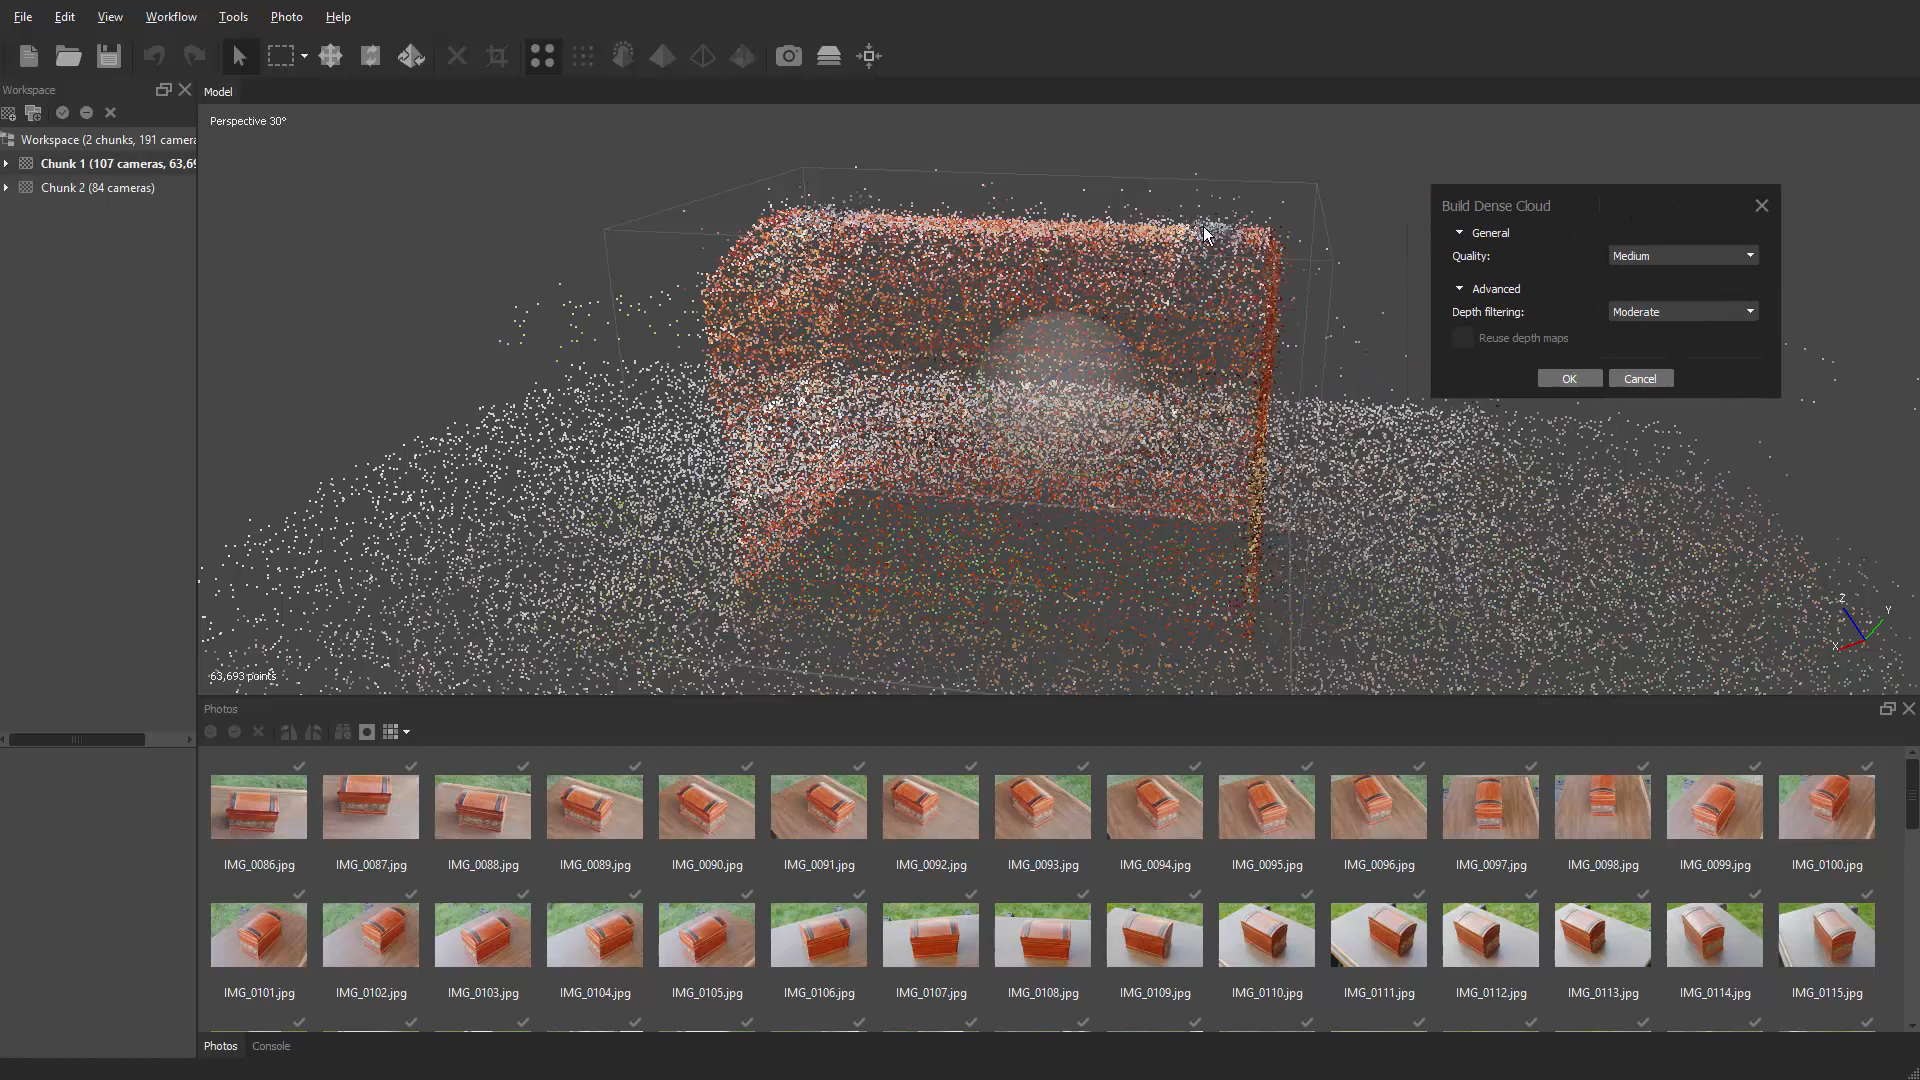 File Edit View Workflow Tools Photo Help
Workspace
Model
Perspective 30°
Workspace (2 chunks, 191 camera
Chunk 1 (107 cameras, 63,69
Chunk 2 (84 cameras)
Build Dense Cloud
General
Quality: Medium
Advanced
Depth filtering: Moderate
Reuse depth maps
OK Cancel
Z
Y
X
63,693 points
Photos
IMG_0086.jpg IMG_0087.jpg IMG_0088.jpg IMG_0089.jpg IMG_0090.jpg IMG_0091.jpg IMG_0092.jpg IMG_0093.jpg IMG_0094.jpg IMG_0095.jpg IMG_0096.jpg IMG_0097.jpg IMG_0098.jpg IMG_0099.jpg IMG_0100.jpg
IMG_0101.jpg IMG_0102.jpg IMG_0103.jpg IMG_0104.jpg IMG_0105.jpg IMG_0106.jpg IMG_0107.jpg IMG_0108.jpg IMG_0109.jpg IMG_0110.jpg IMG_0111.jpg IMG_0112.jpg IMG_0113.jpg IMG_0114.jpg IMG_0115.jpg
Photos Console